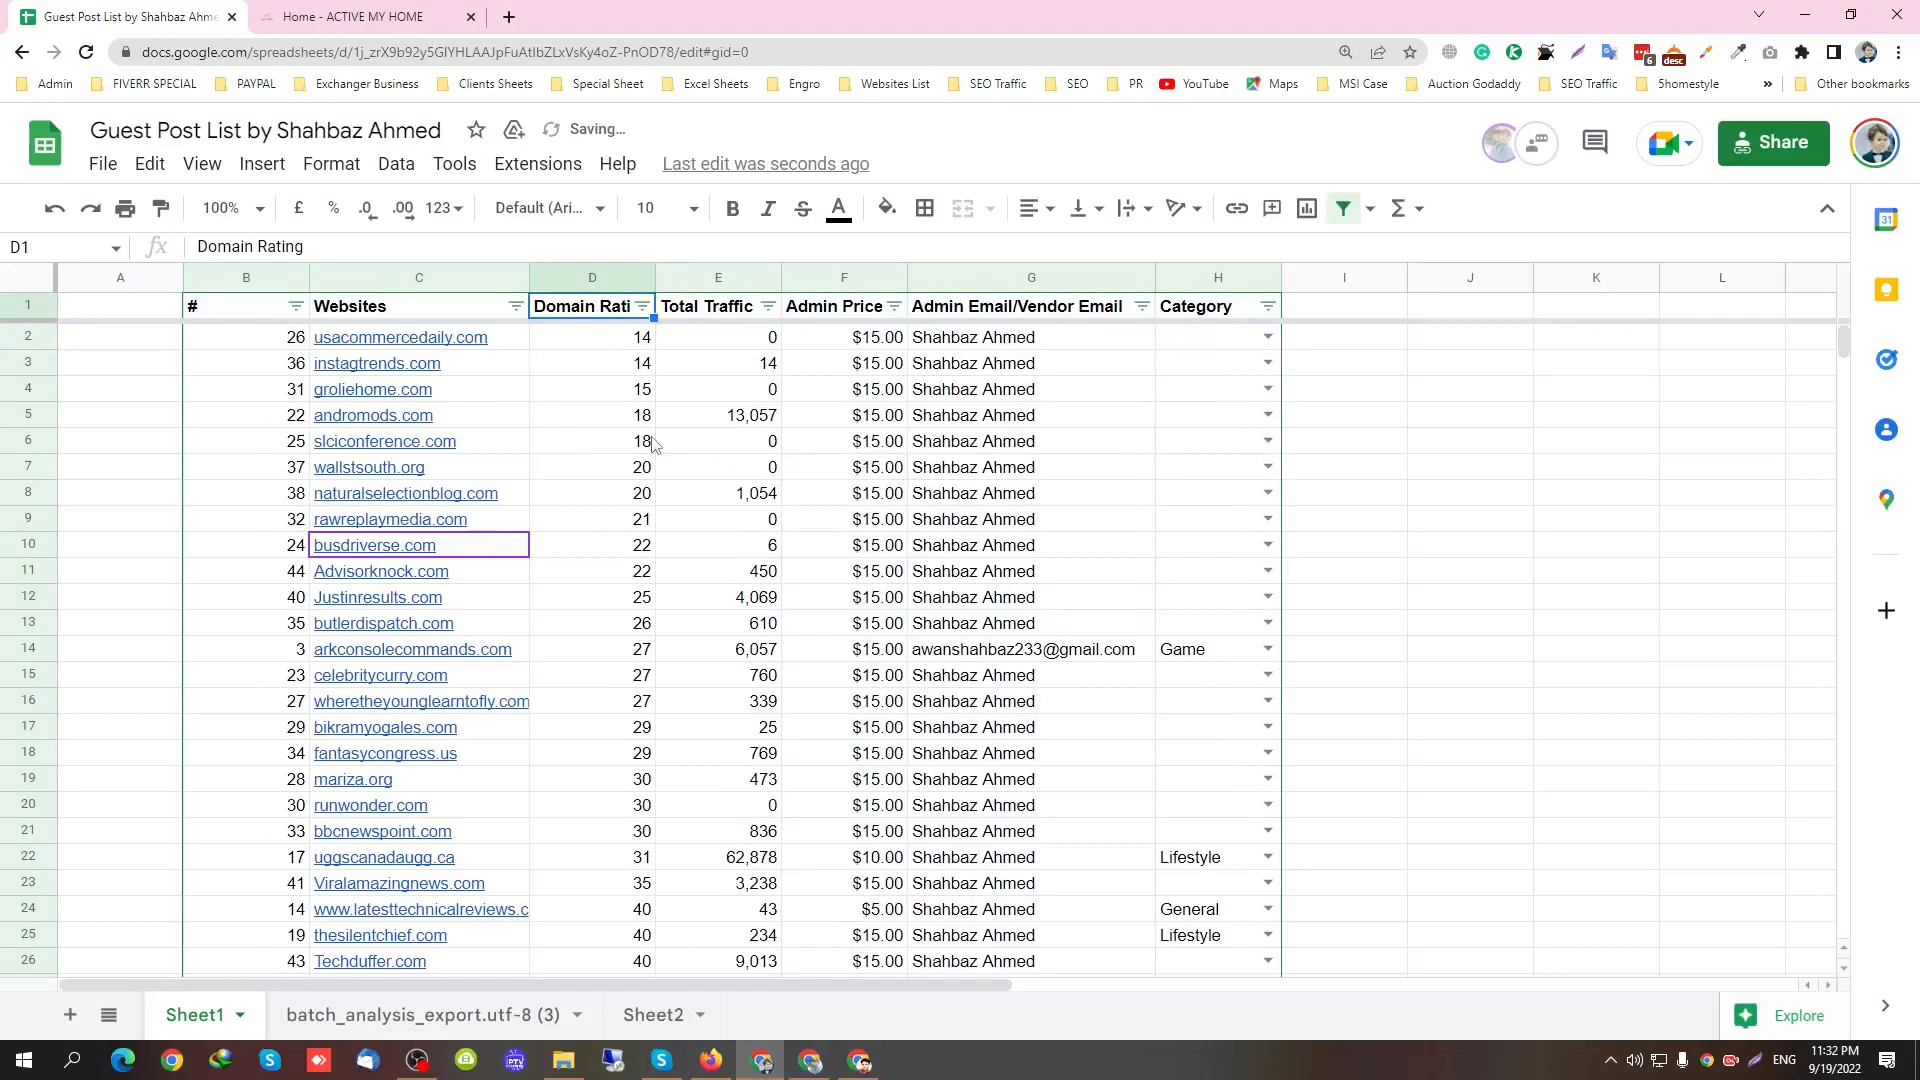 Guest Post List by Shahbaz Ahme
Home - ACTIVE MY HOME
docs.google.com/spreadsheets/d/1j_zrX9b92y5GIYHLAAJpFuAtIbZLxVsKy4oZ-PnOD78/edit#gid=0
6
desc
Admin FIVERR SPECIAL PAYPAL Exchanger Business Clients Sheets Special Sheet Excel Sheets Engro Websites List SEO Traffic SEO PR YouTube Maps MSI Case Auction Godaddy SEO Traffic 5homestyle » Other bookmarks
Guest Post List by Shahbaz Ahmed Saving...
Share
File Edit View Insert Format Data Tools Extensions Help Last edit was seconds ago
100% £ % .0 .00 123 Default (Ari... 10 B I S A Σ
31
D1 fx Domain Rating
A B C D E F G H I J K L
1 # Websites Domain Rati Total Traffic Admin Price Admin Email/Vendor Email Category
2 26 usacommercedaily.com 14 0 $15.00 Shahbaz Ahmed
3 36 instagtrends.com 14 14 $15.00 Shahbaz Ahmed
4 31 groliehome.com 15 0 $15.00 Shahbaz Ahmed
5 22 andromods.com 18 13,057 $15.00 Shahbaz Ahmed
6 25 slciconference.com 18 0 $15.00 Shahbaz Ahmed
7 37 wallstsouth.org 20 0 $15.00 Shahbaz Ahmed
8 38 naturalselectionblog.com 20 1,054 $15.00 Shahbaz Ahmed
9 32 rawreplaymedia.com 21 0 $15.00 Shahbaz Ahmed
10 24 busdriverse.com 22 6 $15.00 Shahbaz Ahmed
11 44 Advisorknock.com 22 450 $15.00 Shahbaz Ahmed
12 40 Justinresults.com 25 4,069 $15.00 Shahbaz Ahmed
13 35 butlerdispatch.com 26 610 $15.00 Shahbaz Ahmed
14 3 arkconsolecommands.com 27 6,057 $15.00 awanshahbaz233@gmail.com Game
15 23 celebritycurry.com 27 760 $15.00 Shahbaz Ahmed
16 27 wheretheyounglearntofly.com 27 339 $15.00 Shahbaz Ahmed
17 29 bikramyogales.com 29 25 $15.00 Shahbaz Ahmed
18 34 fantasycongress.us 29 769 $15.00 Shahbaz Ahmed
19 28 mariza.org 30 473 $15.00 Shahbaz Ahmed
20 30 runwonder.com 30 0 $15.00 Shahbaz Ahmed
21 33 bbcnewspoint.com 30 836 $15.00 Shahbaz Ahmed
22 17 uggscanadaugg.ca 31 62,878 $10.00 Shahbaz Ahmed Lifestyle
23 41 Viralamazingnews.com 35 3,238 $15.00 Shahbaz Ahmed
24 14 www.latesttechnicalreviews.c 40 43 $5.00 Shahbaz Ahmed General
25 19 thesilentchief.com 40 234 $15.00 Shahbaz Ahmed Lifestyle
26 43 Techduffer.com 40 9,013 $15.00 Shahbaz Ahmed
Sheet1 batch_analysis_export.utf-8 (3) Sheet2 Explore
IPTV
ENG
11:32 PM
9/19/2022